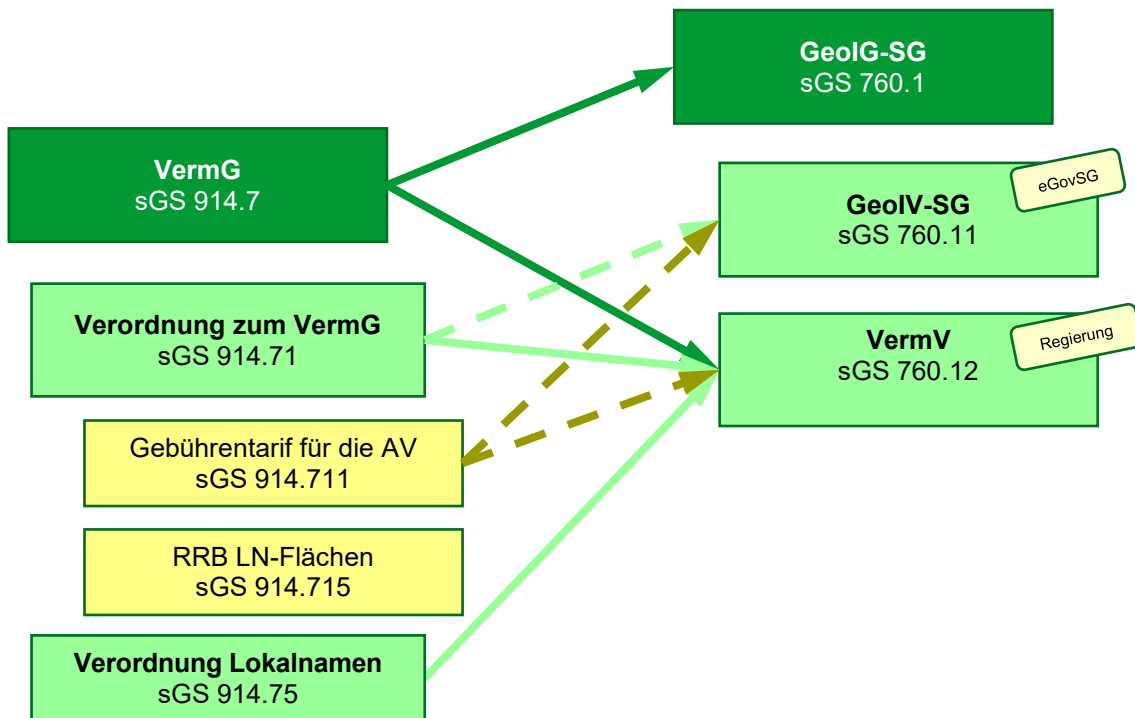 VermG
sGS 914.7
Verordnung zum VermG
sGS 914.71
Gebührentarif für die AV
sGS 914.711
RRB LN-Flächen
sGS 914.715
Verordnung Lokalnamen
sGS 914.75
GeoIG-SG
sGS 760.1
eGovSG
GeoIV-SG
sGS 760.11
Regierung
VermV
sGS 760.12